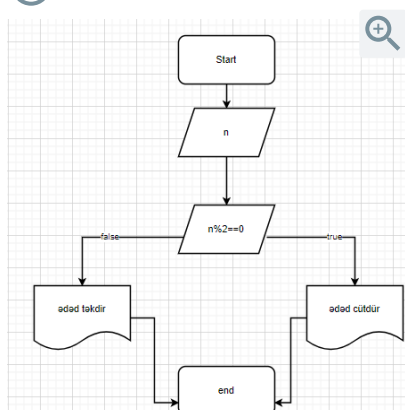 Start
n
n%2==0
false
true
ədəd təkdir
ədəd cütdür
end